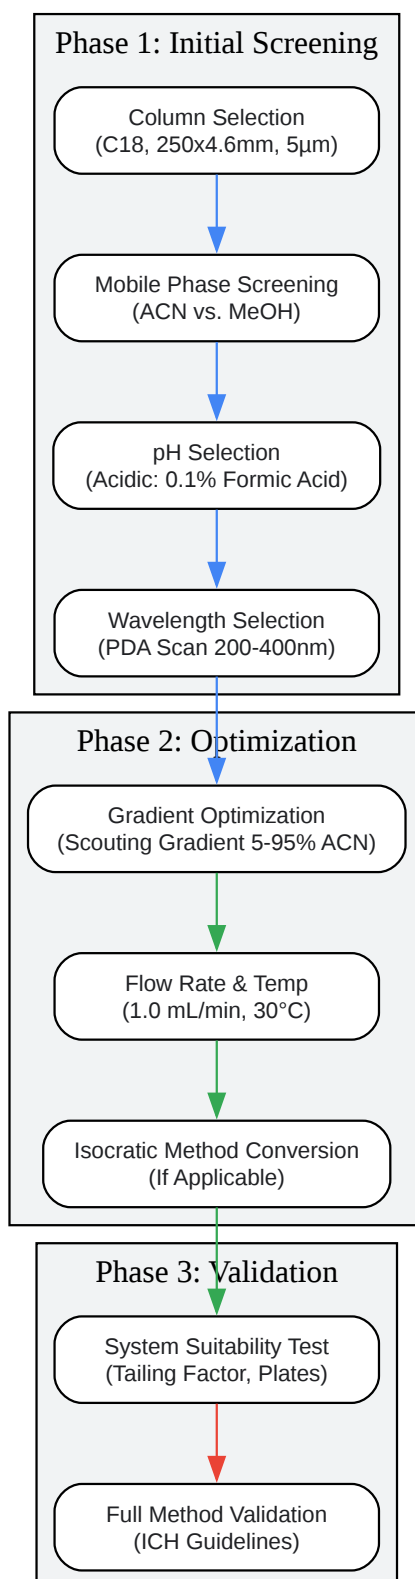 Phase 1: Initial Screening
Column Selection
(C18, 250x4.6mm, 5µm)
Mobile Phase Screening
(ACN vs. MeOH)
pH Selection
(Acidic: 0.1% Formic Acid)
Wavelength Selection
(PDA Scan 200-400nm)
Phase 2: Optimization
Gradient Optimization
(Scouting Gradient 5-95% ACN)
Flow Rate & Temp
(1.0 mL/min, 30°C)
Isocratic Method Conversion
(If Applicable)
Phase 3: Validation
System Suitability Test
(Tailing Factor, Plates)
Full Method Validation
(ICH Guidelines)